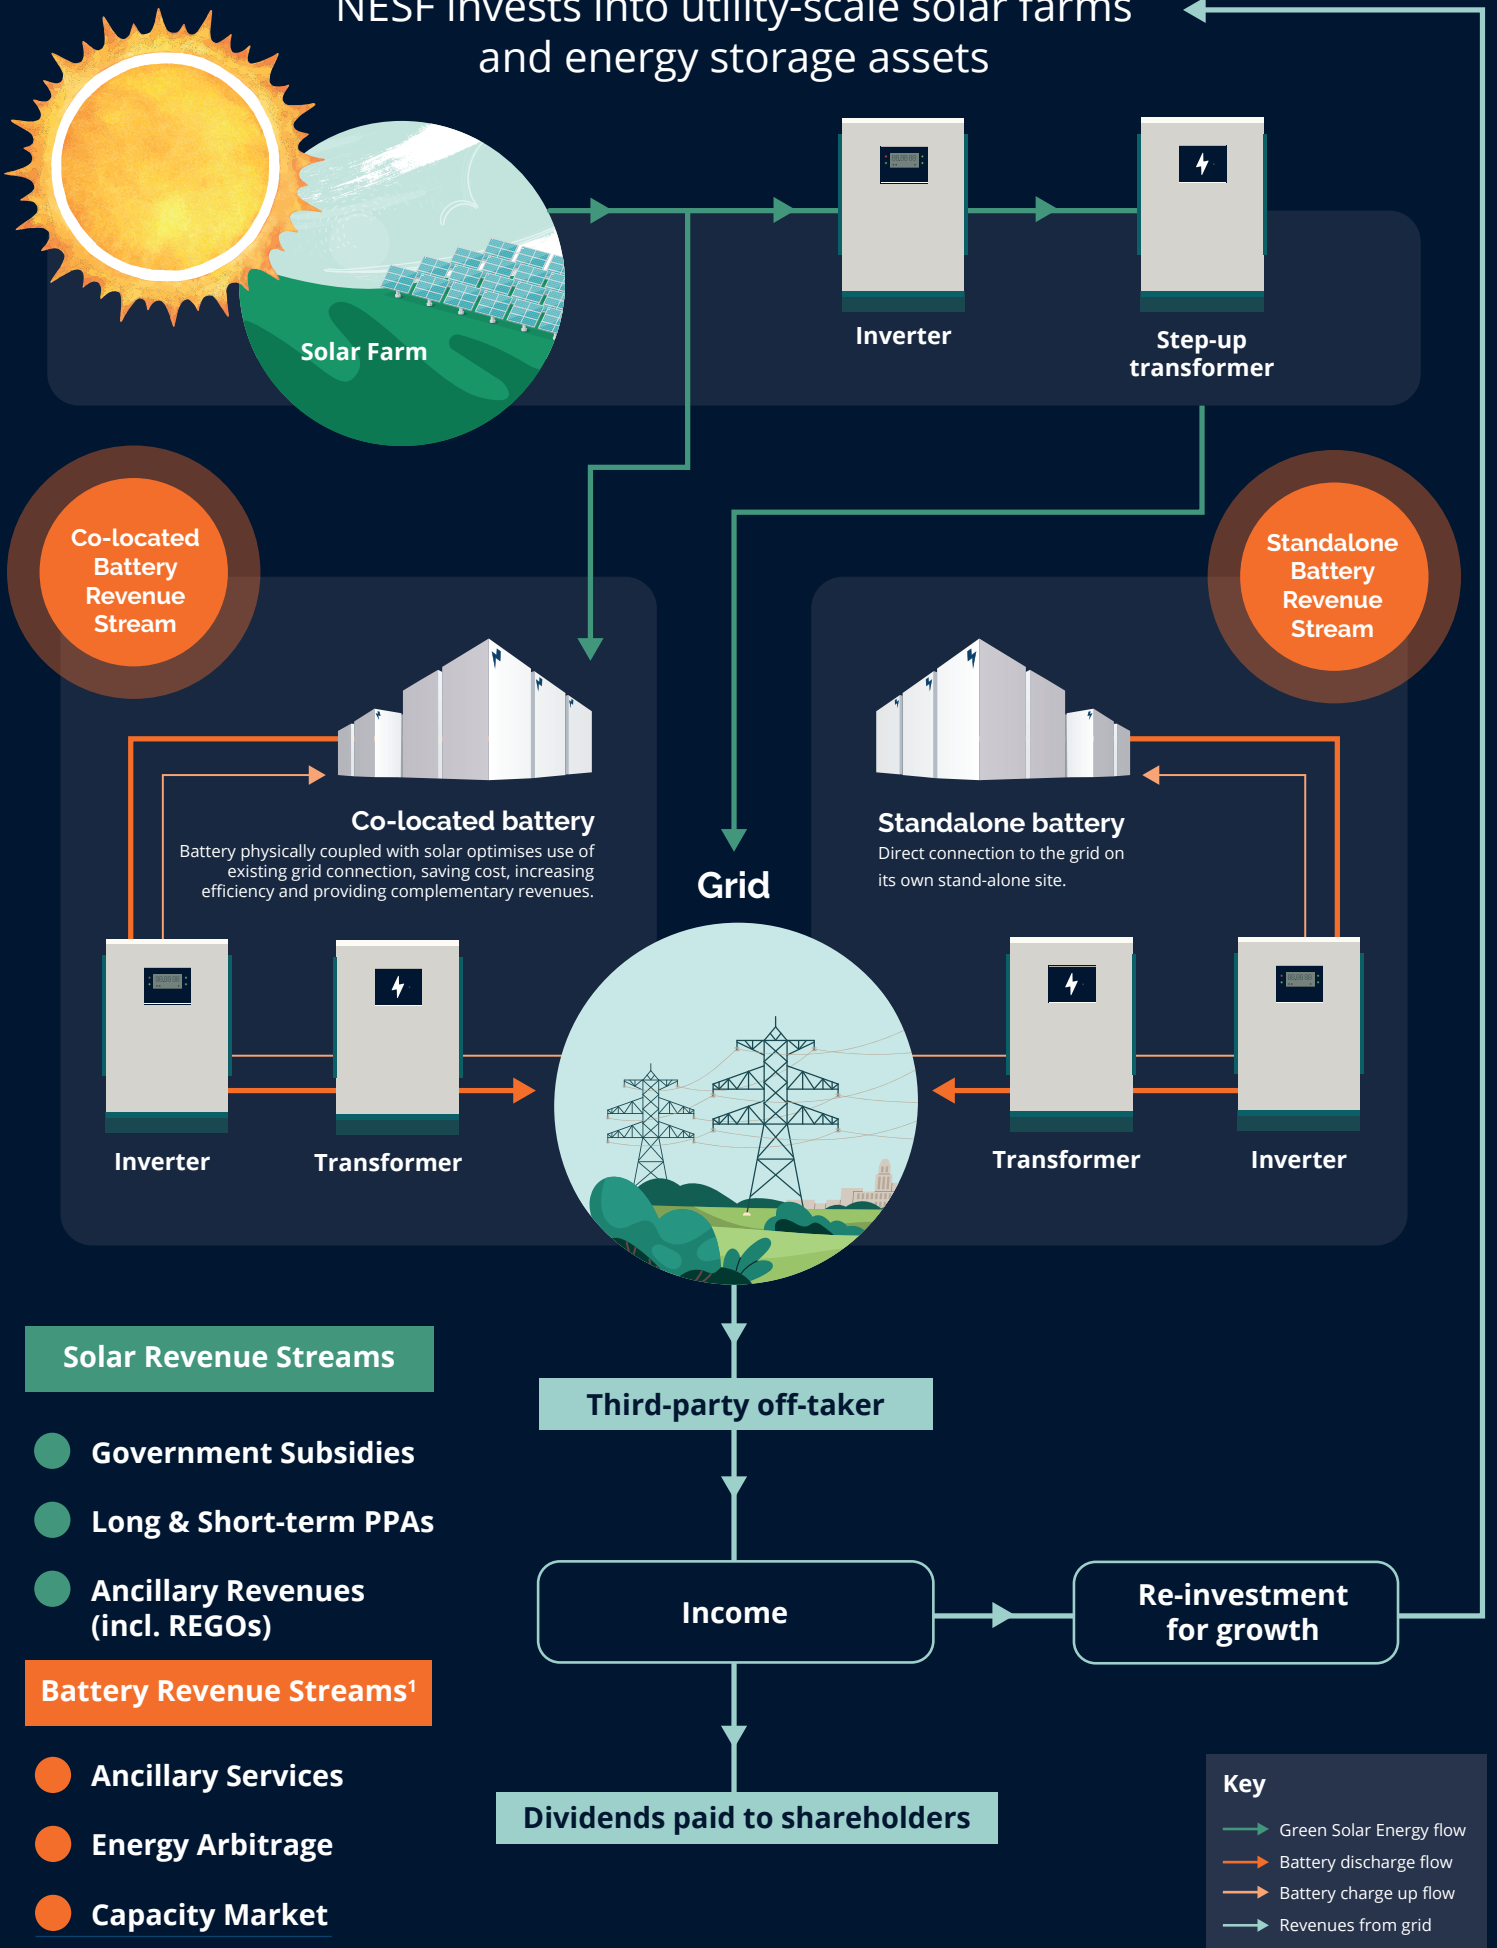 NESF invests into utility-scale solar farms
and energy storage assets
Solar Farm
Inverter
Step-up
transformer
Co-located
Battery
Revenue
Stream
Standalone
Battery
Revenue
Stream
Co-located battery
Battery physically coupled with solar optimises use of
existing grid connection, saving cost, increasing
efficiency and providing complementary revenues.
Standalone battery
Direct connection to the grid on
its own stand-alone site.
Grid
Inverter
Transformer
Transformer
Inverter
Solar Revenue Streams
Government Subsidies
Long & Short-term PPAs
Ancillary Revenues
(incl. REGOs)
Battery Revenue Streams¹
Ancillary Services
Energy Arbitrage
Capacity Market
Third-party off-taker
Income
Re-investment
for growth
Dividends paid to shareholders
Key
Green Solar Energy flow
Battery discharge flow
Battery charge up flow
Revenues from grid